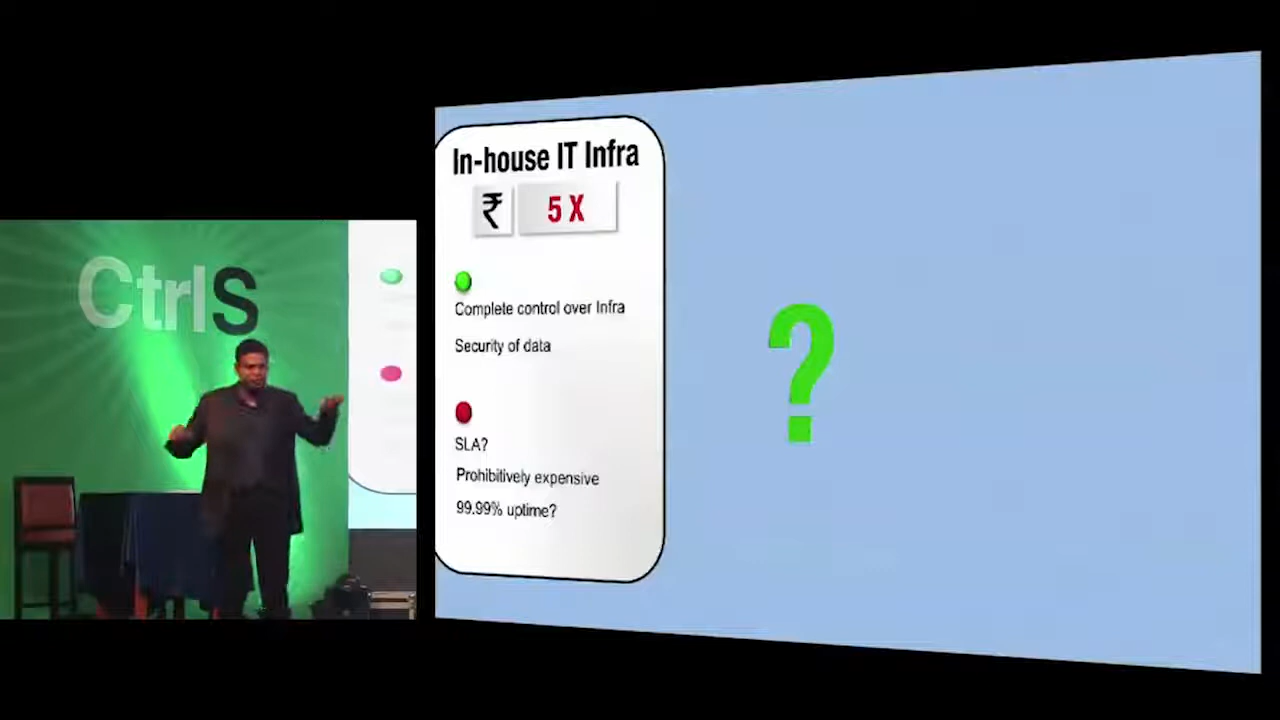 CtrlS
In-house IT Infra
₹ 5 X
Complete control over Infra
Security of data
SLA?
Prohibitively expensive
99.99% uptime?
?